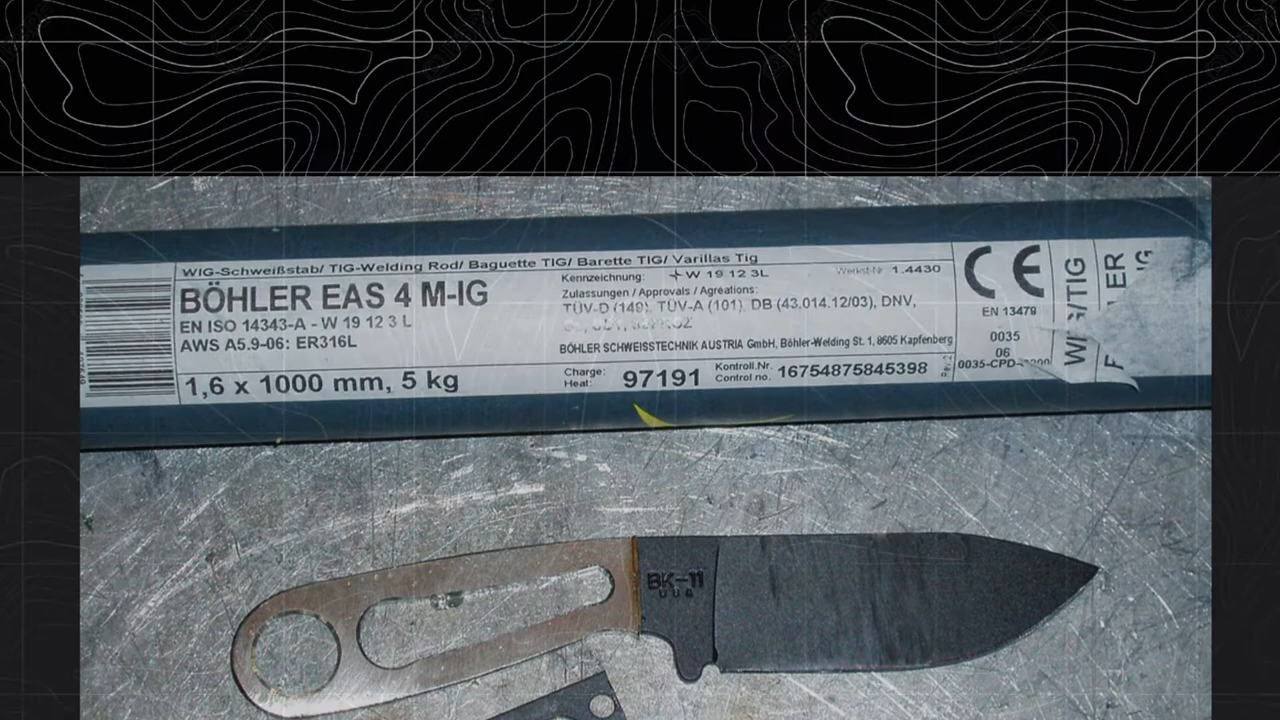 WIG-Schweißstab/ TIG-Welding Rod/ Baguette TIG/ Barette TIG/ Varillas Tig
BÖHLER EAS 4 M-IG
EN ISO 14343-A - W 19 12 3 L
AWS A5.9-06: ER316L
1,6 x 1000 mm, 5 kg
Kennzeichnung: W 19 12 3L
Werkst-Nr. 1.4430
Zulassungen / Approvals / Agreations:
TÜV-D (149), TÜV-A (101), DB (43.014.12/03), DNV,
BÖHLER SCHWEISSTECHNIK AUSTRIA GmbH, Böhler-Welding St. 1, 8605 Kapfenberg
Charge: 97191
Heat:
Kontroll.Nr. 16754875845398
Control no.
CE
EN 13479
0035
06
BK-11